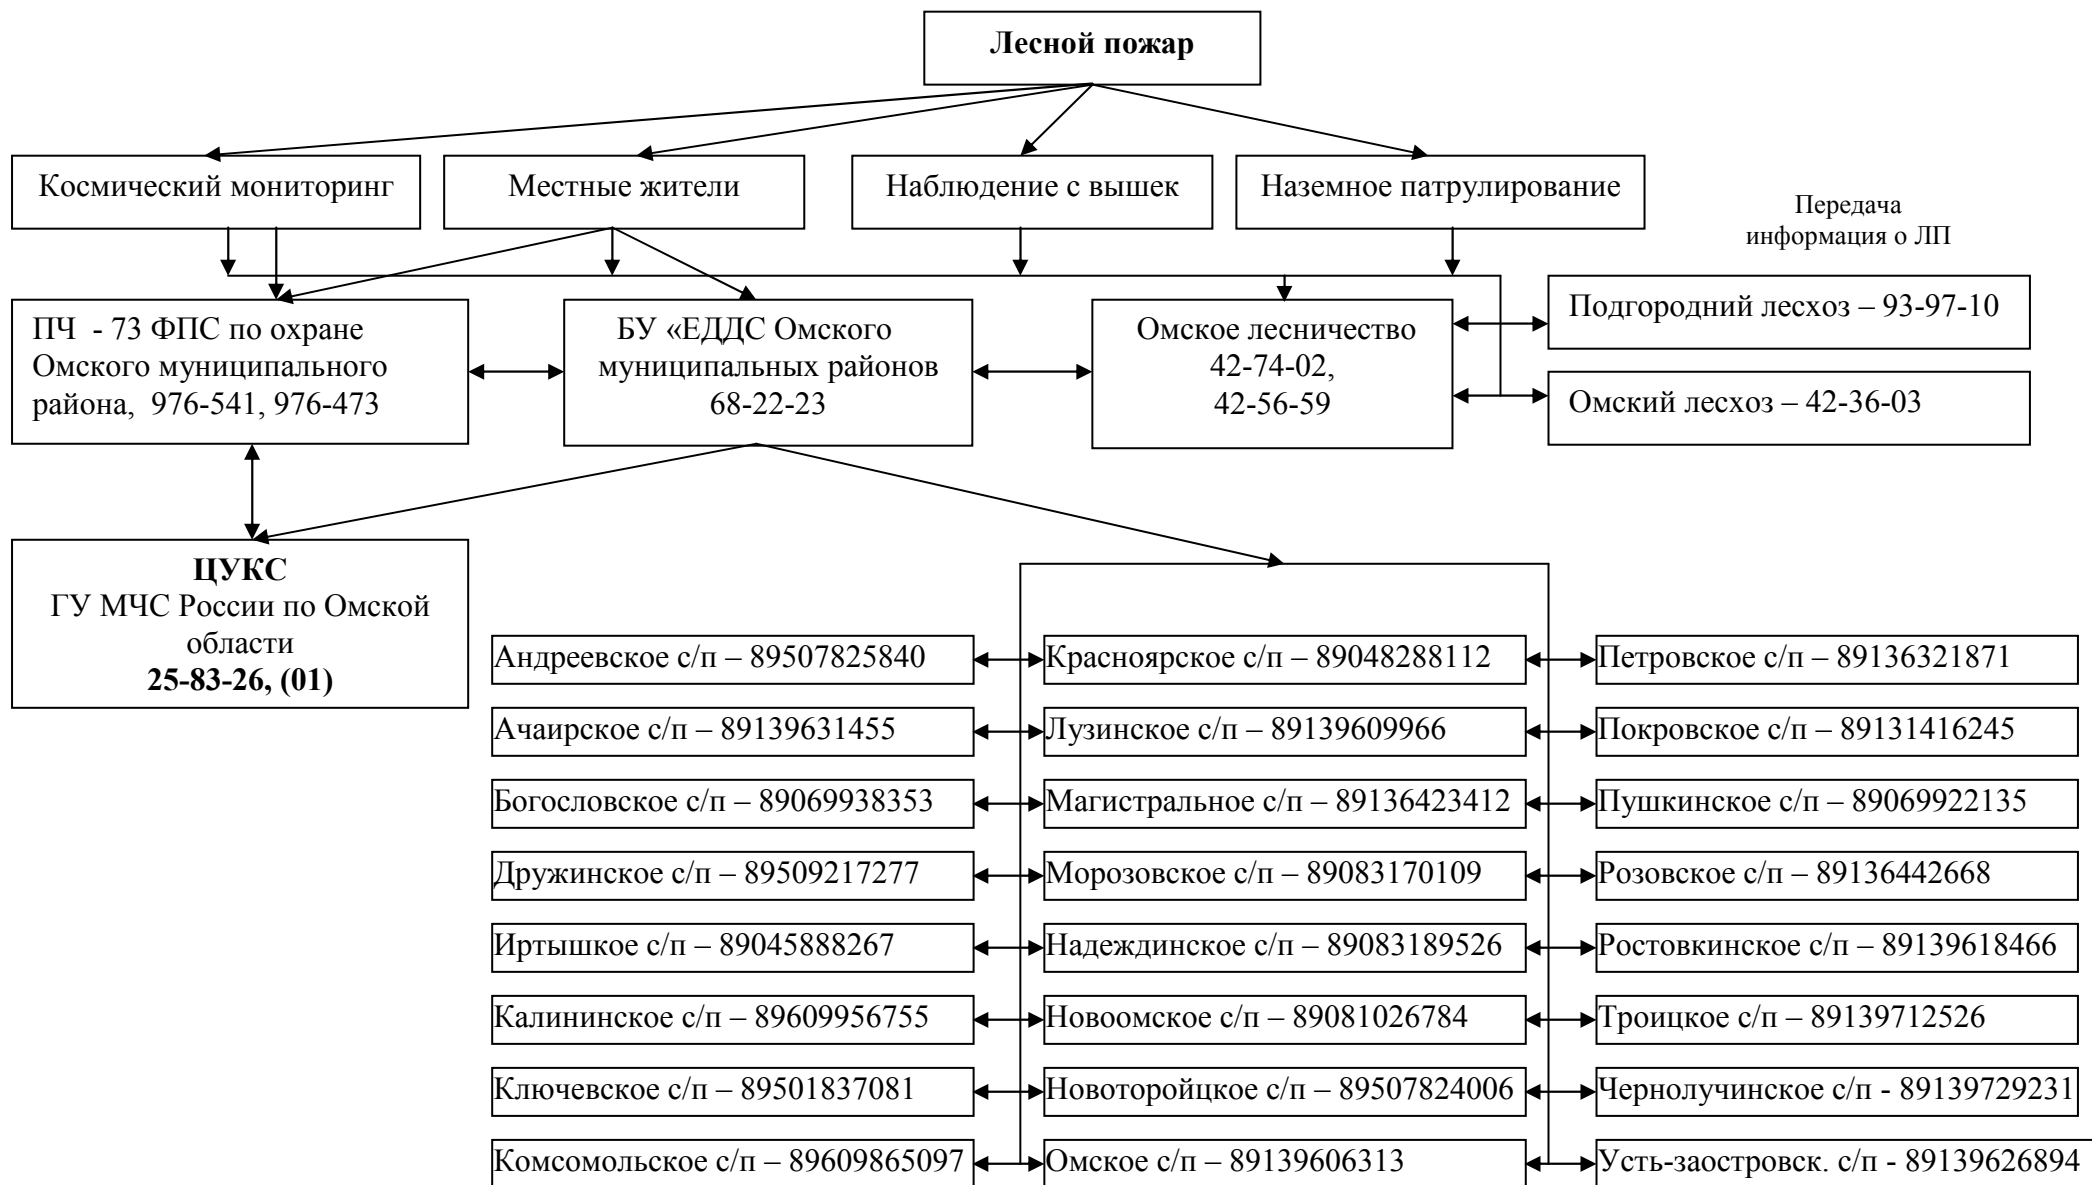 Лесной пожар
Космический мониторинг
Местные жители
Наблюдение с вышек
Наземное патрулирование
Передача
информация о ЛП
ПЧ - 73 ФПС по охране
Омского муниципального
района, 976-541, 976-473
БУ «ЕДДС Омского
муниципальных районов
68-22-23
Омское лесничество
42-74-02,
42-56-59
Подгородний лесхоз – 93-97-10
Омский лесхоз – 42-36-03
ЦУКС
ГУ МЧС России по Омской
области
25-83-26, (01)
Андреевское с/п – 89507825840
Красноярское с/п – 89048288112
Петровское с/п – 89136321871
Ачаирское с/п – 89139631455
Лузинское с/п – 89139609966
Покровское с/п – 89131416245
Богословское с/п – 89069938353
Магистральное с/п – 89136423412
Пушкинское с/п – 89069922135
Дружинское с/п – 89509217277
Морозовское с/п – 89083170109
Розовское с/п – 89136442668
Иртышкое с/п – 89045888267
Надеждинское с/п – 89083189526
Ростовкинское с/п – 89139618466
Калининское с/п – 89609956755
Новоомское с/п – 89081026784
Троицкое с/п – 89139712526
Ключевское с/п – 89501837081
Новоторойцкое с/п – 89507824006
Чернолучинское с/п - 89139729231
Комсомольское с/п – 89609865097
Омское с/п – 89139606313
Усть-заостровск. с/п - 89139626894